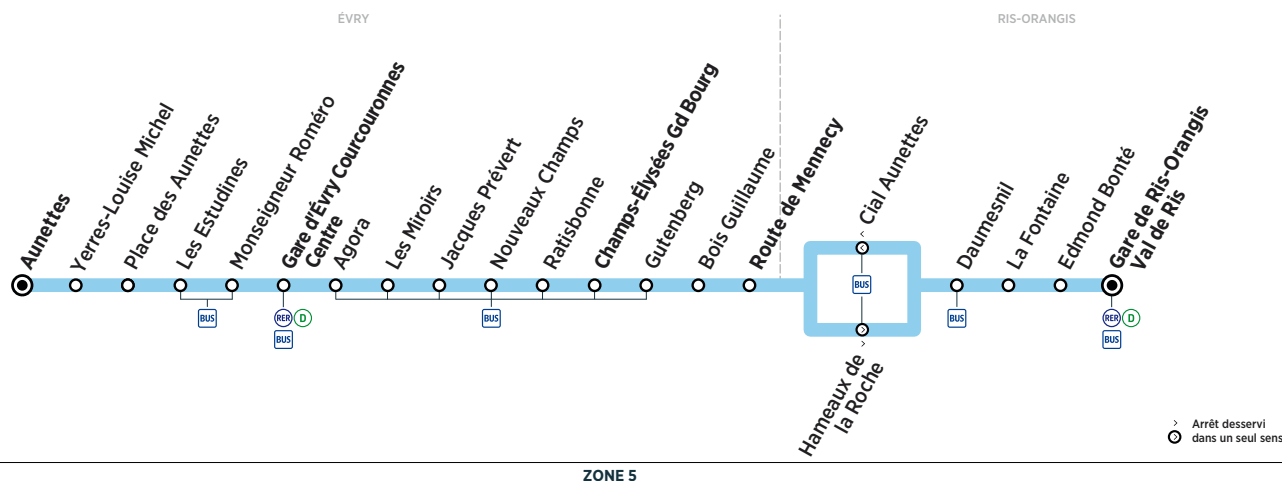 ÉVRY
RIS-ORANGIS
Aunettes
Yerres-Louise Michel
Place des Aunettes
Les Estudines
Monseigneur Roméro
Gare d'Évry Courcouronnes
Centre
Agora
Les Miroirs
Jacques Prévert
Nouveaux Champs
Ratisbonne
Champs-Élysées Gd Bourg
Gutenberg
Bois Guillaume
Route de Mennecy
Cial Aunettes
Hameaux de
la Roche
Daumesnil
La Fontaine
Edmond Bonté
Gare de Ris-Orangis
Val de Ris
BUS
RER D
BUS
BUS
BUS
BUS
RER D
BUS
> Arrêt desservi
dans un seul sens
ZONE 5